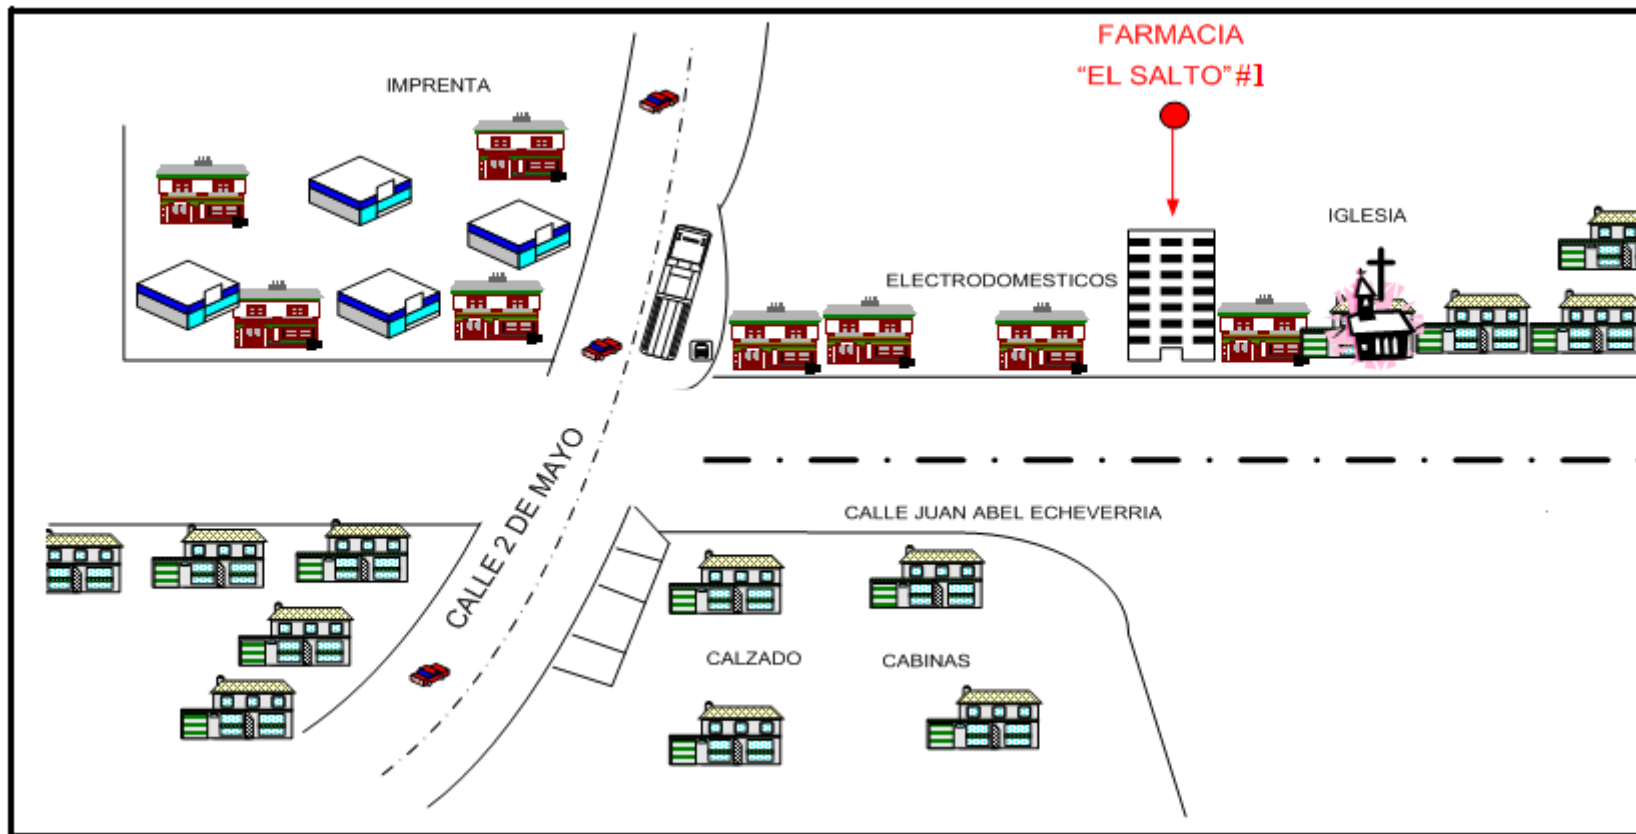 FARMACIA
"EL SALTO" #1
IMPRENTA
IGLESIA
ELECTRODOMESTICOS
CALLE 2 DE MAYO
CALLE JUAN ABEL ECHEVERRIA
CALZADO
CABINAS